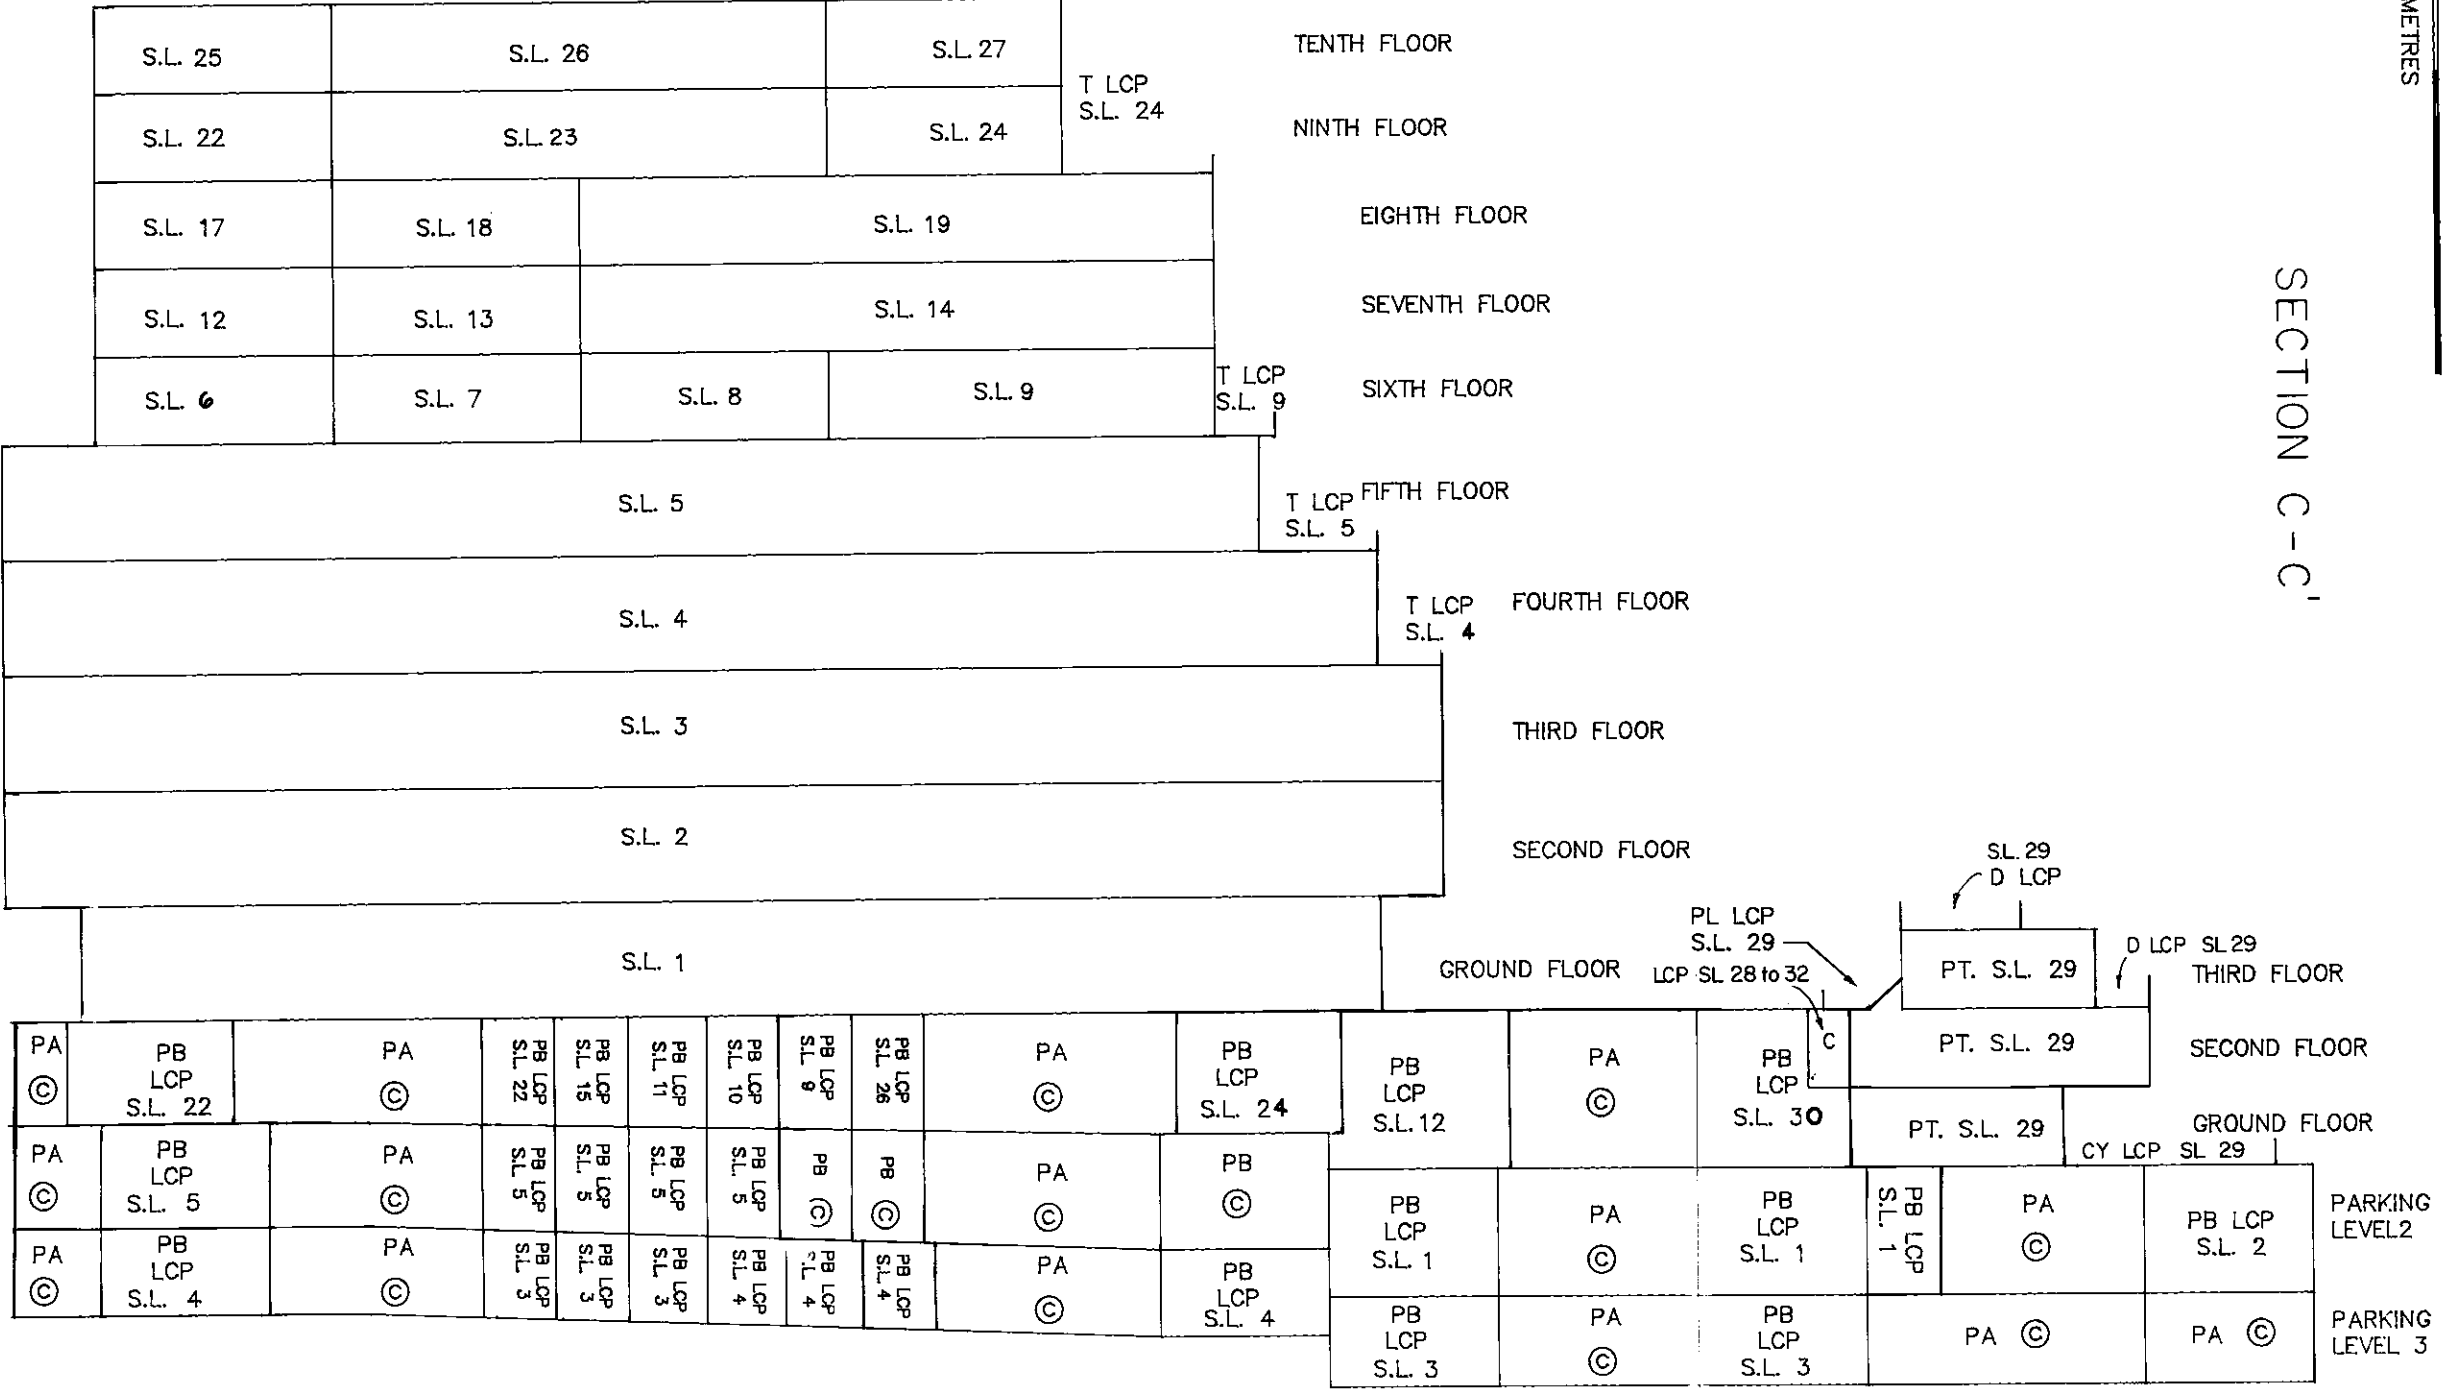 METRES
SECTION C-C'
S.L. 25
S.L. 26
S.L. 27
TENTH FLOOR
T LCP
S.L. 24
S.L. 22
S.L. 23
S.L. 24
NINTH FLOOR
S.L. 17
S.L. 18
S.L. 19
EIGHTH FLOOR
S.L. 12
S.L. 13
S.L. 14
SEVENTH FLOOR
S.L. 6
S.L. 7
S.L. 8
S.L. 9
T LCP
S.L. 9
SIXTH FLOOR
S.L. 5
T LCP
S.L. 5
FIFTH FLOOR
S.L. 4
T LCP
S.L. 4
FOURTH FLOOR
S.L. 3
THIRD FLOOR
S.L. 2
SECOND FLOOR
S.L. 1
GROUND FLOOR
S.L. 29
D LCP
PL LCP
S.L. 29
LCP SL 28 to 32
PT. S.L. 29
D LCP SL 29
THIRD FLOOR
PA
©
PB
LCP
S.L. 22
PA
©
PB LCP
S.L. 22
PB LCP
S.L. 15
PB LCP
S.L. 11
PB LCP
S.L. 10
PB LCP
S.L. 9
PB LCP
S.L. 26
PA
©
PB
LCP
S.L. 24
PB
LCP
S.L. 12
PA
©
PB
LCP
S.L. 30
C
PT. S.L. 29
SECOND FLOOR
PT. S.L. 29
GROUND FLOOR
CY LCP SL 29
PA
©
PB
LCP
S.L. 5
PA
©
PB LCP
S.L. 5
PB LCP
S.L. 5
PB LCP
S.L. 5
PB LCP
S.L. 5
PB ©
PB ©
PA
©
PB
©
PB
LCP
S.L. 1
PA
©
PB
LCP
S.L. 1
PB LCP
S.L. 1
PA
©
PB LCP
S.L. 2
PARKING
LEVEL2
PA
©
PB
LCP
S.L. 4
PA
©
PB LCP
S.L. 3
PB LCP
S.L. 3
PB LCP
S.L. 3
PB LCP
S.L. 4
PB LCP
S.L. 4
PB LCP
S.L. 4
PA
©
PB
LCP
S.L. 4
PB
LCP
S.L. 3
PA
©
PB
LCP
S.L. 3
PA ©
PA ©
PARKING
LEVEL 3